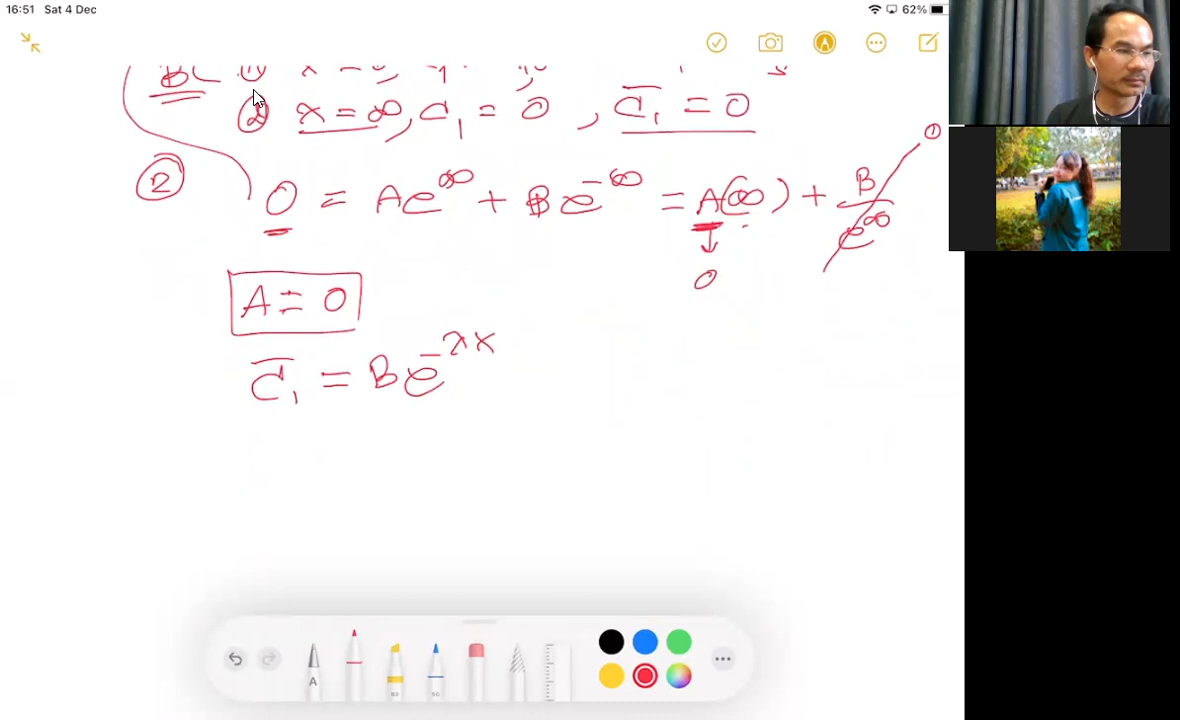 16:51 Sat 4 Dec
62%
BC ①
② x = ∞, C₁ = 0, C̅₁ = 0
② 0 = Ae^∞ + Be^-∞ = A(∞) + B/e^∞ ①
0
A = 0
C̅₁ = Be^-λx
A